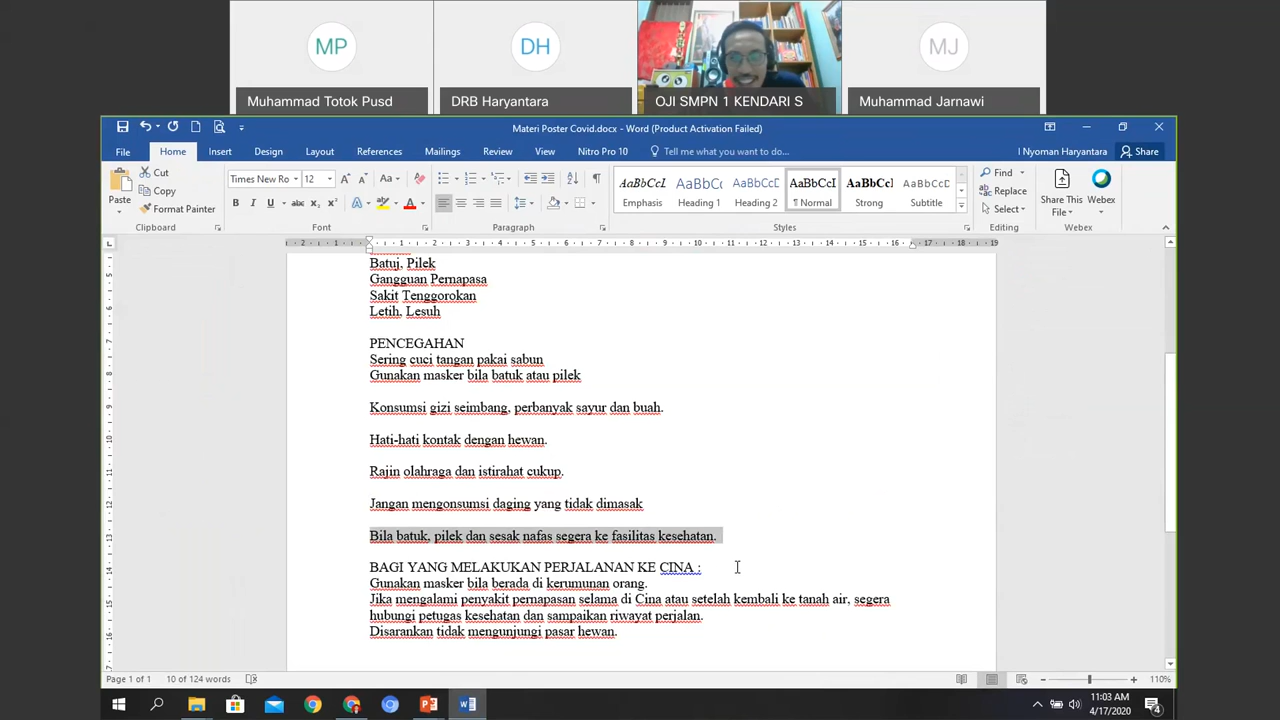 MP
DH
MJ
Muhammad Totok Pusd
DRB Haryantara
OJI SMPN 1 KENDARI S
Muhammad Jarnawi
Materi Poster Covid.docx - Word (Product Activation Failed)
File
Home
Insert
Design
Layout
References
Mailings
Review
View
Nitro Pro 10
Tell me what you want to do...
I Nyoman Haryantara
Share
Paste
Cut
Copy
Format Painter
Clipboard
Times New Ro
12
Font
Paragraph
AaBbCcL
Emphasis
AaBbC
Heading 1
AaBbCcD
Heading 2
AaBbCcI
¶ Normal
AaBbCc
Strong
AaBbCcD
Subtitle
Styles
Find
Replace
Select
Editing
Share This File
Webex
Webex
Batuj, Pilek
Gangguan Pernapasa
Sakit Tenggorokan
Letih, Lesuh
PENCEGAHAN
Sering cuci tangan pakai sabun
Gunakan masker bila batuk atau pilek
Konsumsi gizi seimbang, perbanyak sayur dan buah.
Hati-hati kontak dengan hewan.
Rajin olahraga dan istirahat cukup.
Jangan mengonsumsi daging yang tidak dimasak
Bila batuk, pilek dan sesak nafas segera ke fasilitas kesehatan.
BAGI YANG MELAKUKAN PERJALANAN KE CINA :
Gunakan masker bila berada di kerumunan orang.
Jika mengalami penyakit pernapasan selama di Cina atau setelah kembali ke tanah air, segera
hubungi petugas kesehatan dan sampaikan riwayat perjalan.
Disarankan tidak mengunjungi pasar hewan.
Page 1 of 1
10 of 124 words
110%
11:03 AM
4/17/2020